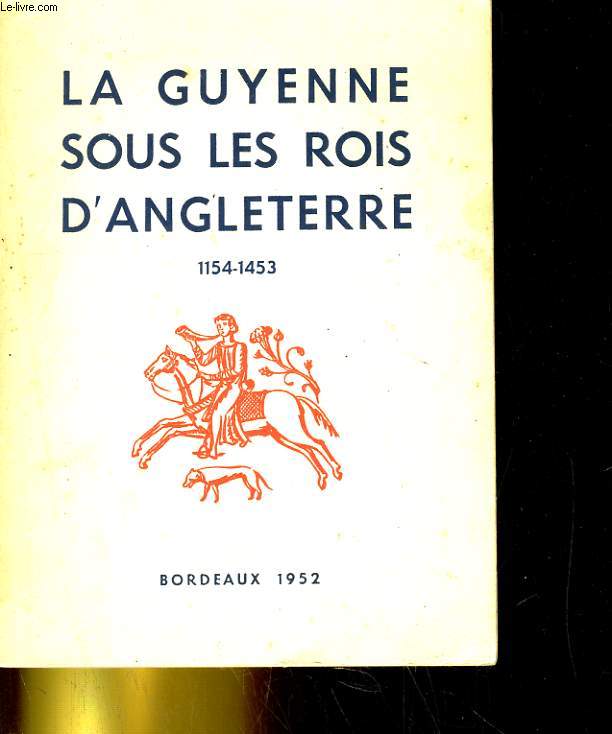 Le-livre.com
LA GUYENNE
SOUS LES ROIS
D'ANGLETERRE
1154-1453
BORDEAUX 1952